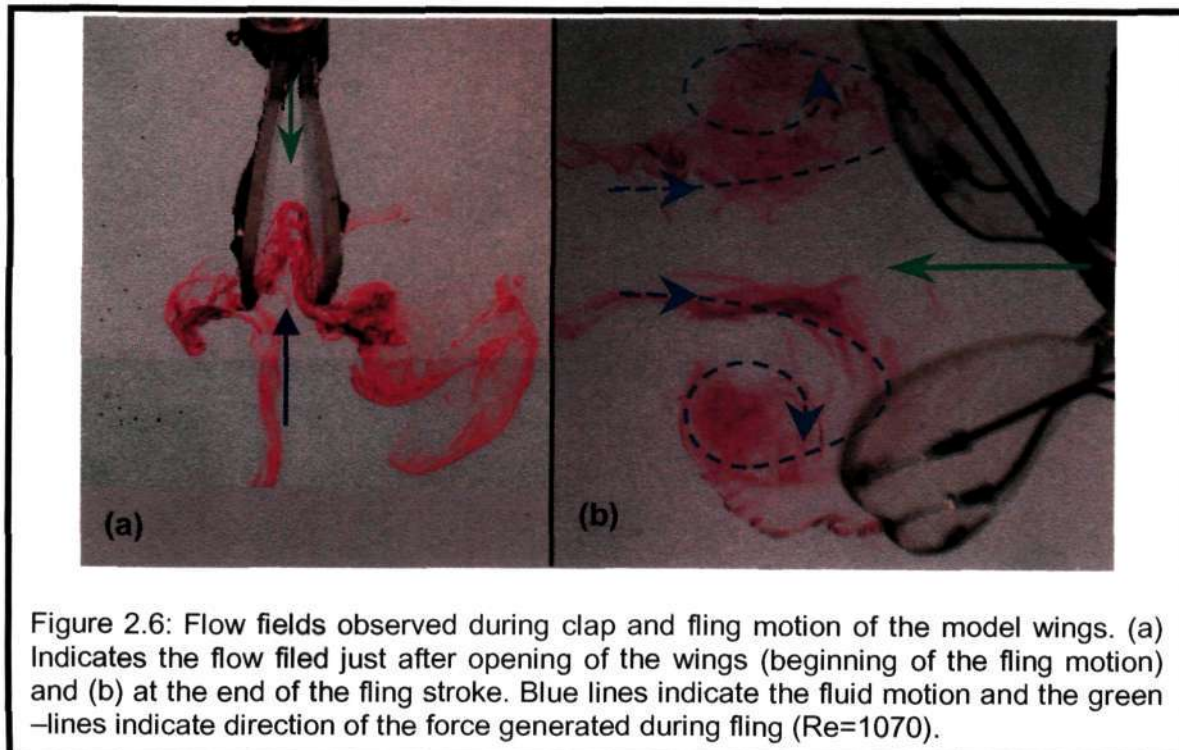 (a)
(b)
Figure 2.6: Flow fields observed during clap and fling motion of the model wings. (a)
Indicates the flow filed just after opening of the wings (beginning of the fling motion)
and (b) at the end of the fling stroke. Blue lines indicate the fluid motion and the green
–lines indicate direction of the force generated during fling (Re=1070).